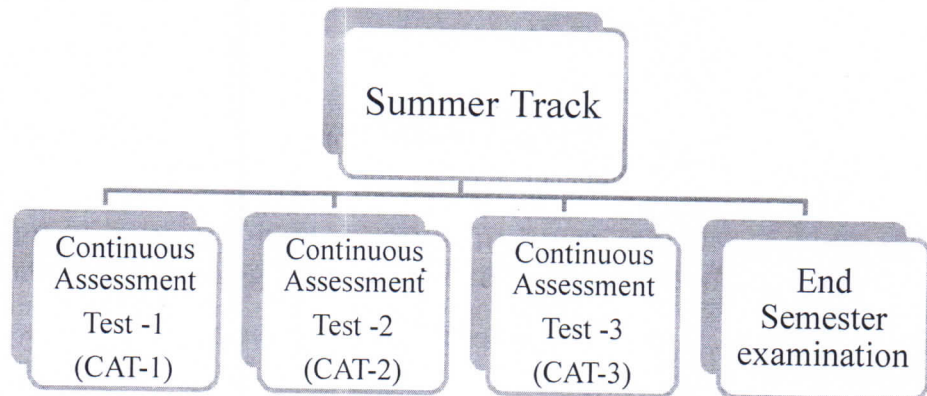 Summer Track
Continuous
Assessment
Test -1
(CAT-1)
Continuous
Assessment
Test -2
(CAT-2)
Continuous
Assessment
Test -3
(CAT-3)
End
Semester
examination